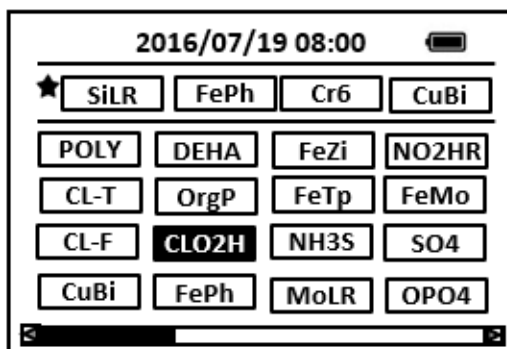 2016/07/19 08:00
SiLR FePh Cr6 CuBi
POLY DEHA FeZi NO2HR
CL-T OrgP FeTp FeMo
CL-F CLO2H NH3S SO4
CuBi FePh MoLR OPO4